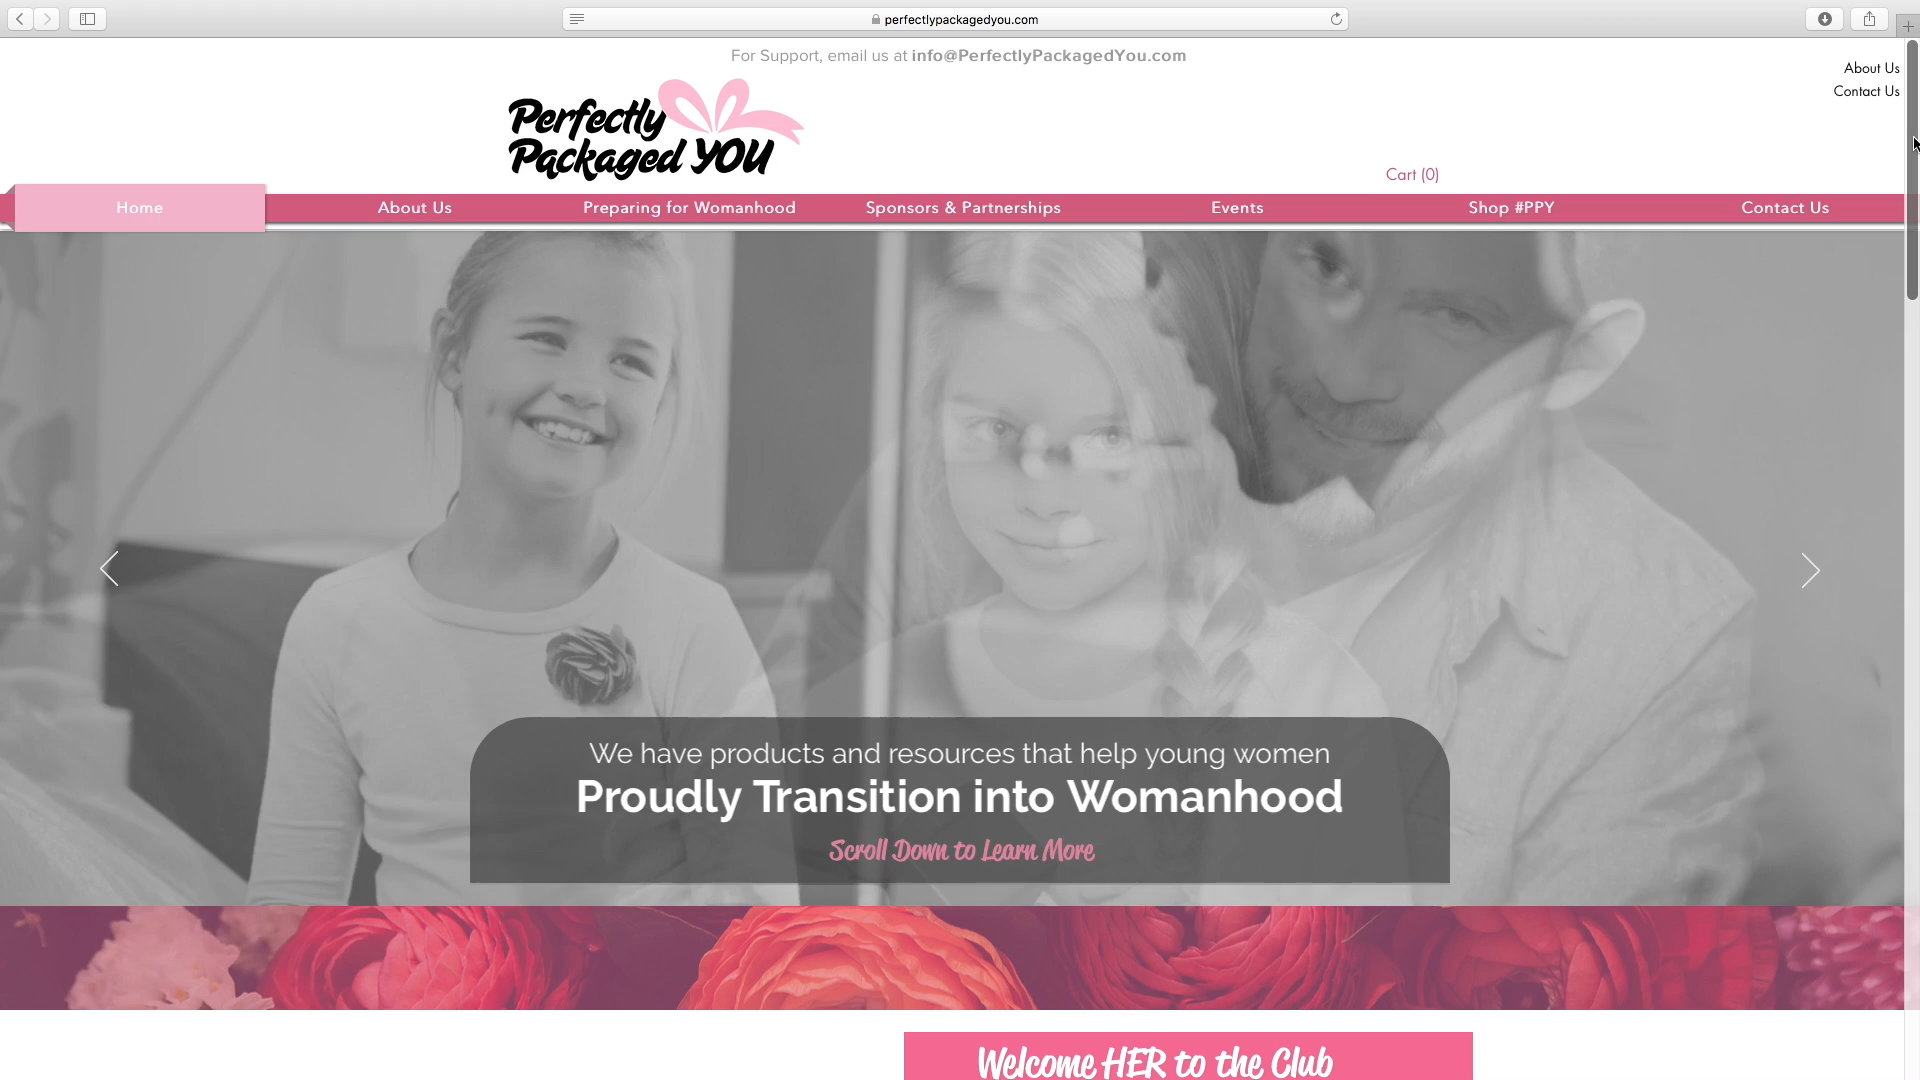 perfectlypackagedyou.com
For Support, email us at info@PerfectlyPackagedYou.com
About Us
Contact Us
Perfectly
Packaged YOU
Cart (0)
Home
About Us
Preparing for Womanhood
Sponsors & Partnerships
Events
Shop #PPY
Contact Us
We have products and resources that help young women
Proudly Transition into Womanhood
Scroll Down to Learn More
Welcome HER to the Club